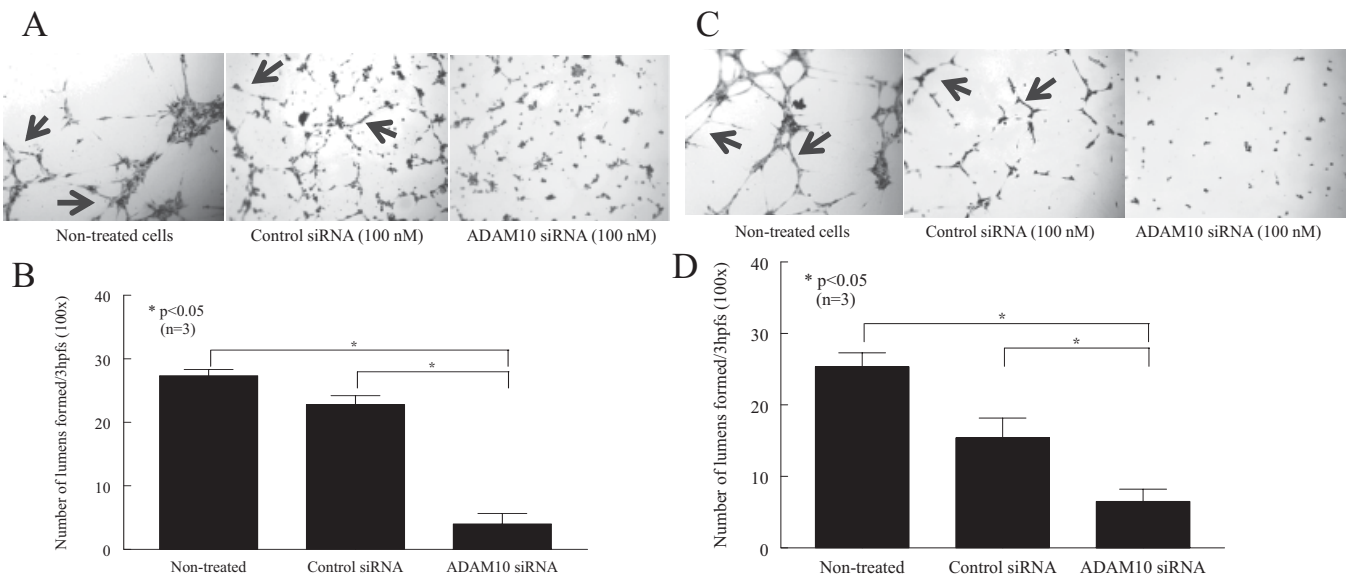 A
Non-treated cells
Control siRNA (100 nM)
ADAM10 siRNA (100 nM)
B
Number of lumens formed/3hpfs (100x)
40
30
20
10
0
* p<0.05
(n=3)
*
*
Non-treated
Control siRNA
ADAM10 siRNA
C
Non-treated cells
Control siRNA (100 nM)
ADAM10 siRNA (100 nM)
D
Number of lumens formed/3hpfs (100x)
40
30
20
10
0
* p<0.05
(n=3)
*
*
Non-treated
Control siRNA
ADAM10 siRNA